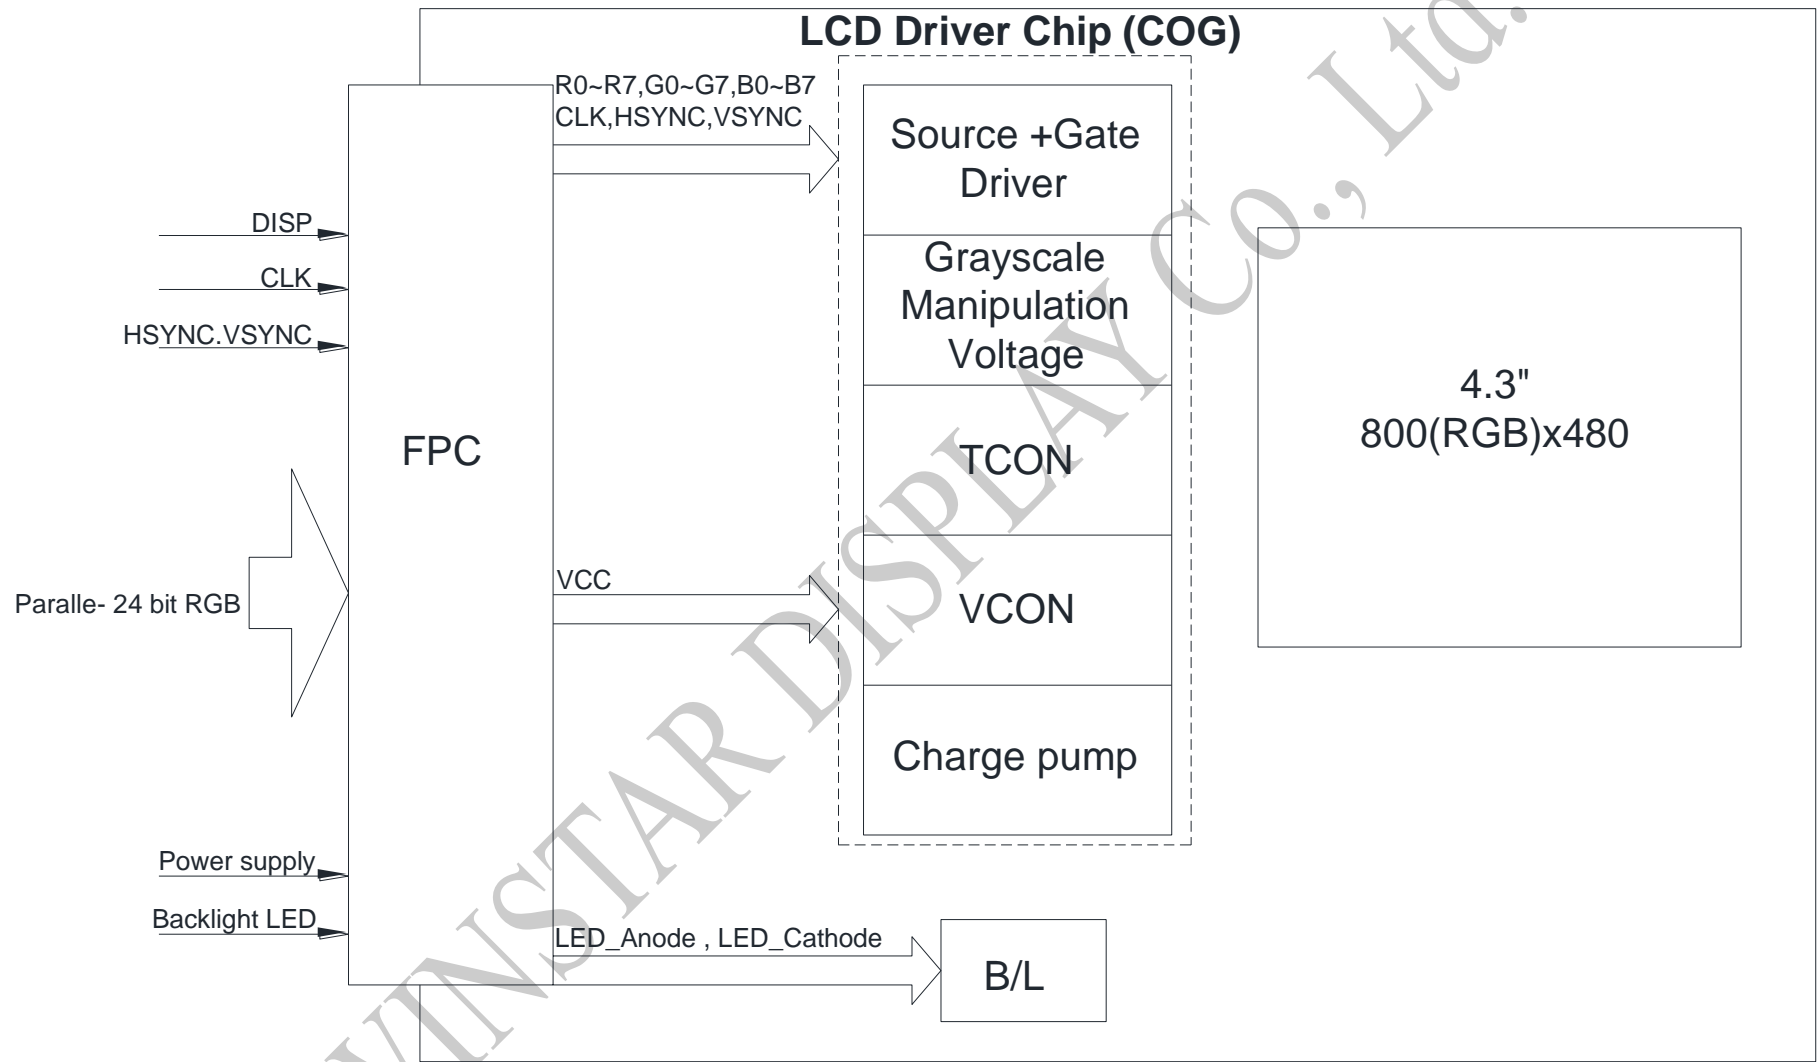 LCD Driver Chip (COG)
R0~R7,G0~G7,B0~B7
CLK,HSYNC,VSYNC
Source +Gate
Driver
DISP
Grayscale
Manipulation
Voltage
CLK
HSYNC.VSYNC
4.3"
800(RGB)x480
FPC
TCON
VCC
Paralle- 24 bit RGB
VCON
Charge pump
Power supply
Backlight LED
LED_Anode , LED_Cathode
B/L
VINSTAR DISPLAY Co., Ltd.